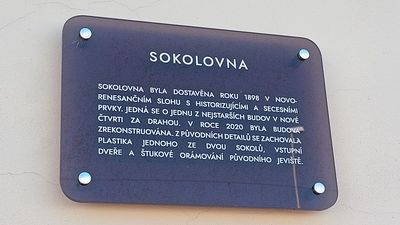 SOKOLOVNA
SOKOLOVNA BYLA DOSTAVĚNA ROKU 1898 V NOVO-
RENESANČNÍM SLOHU S HISTORIZUJÍCÍMI A SECESNÍMI
PRVKY. JEDNÁ SE O JEDNU Z NEJSTARŠÍCH BUDOV V NOVÉ
ČTVRTI ZA DRAHOU. V ROCE 2020 BYLA BUDOVA
ZREKONSTRUOVÁNA. Z PŮVODNÍCH DETAILŮ SE ZACHOVALA
PLASTIKA JEDNOHO ZE DVOU SOKOLŮ, VSTUPNÍ
DVEŘE A ŠTUKOVÉ ORÁMOVÁNÍ PŮVODNÍHO JEVIŠTĚ.